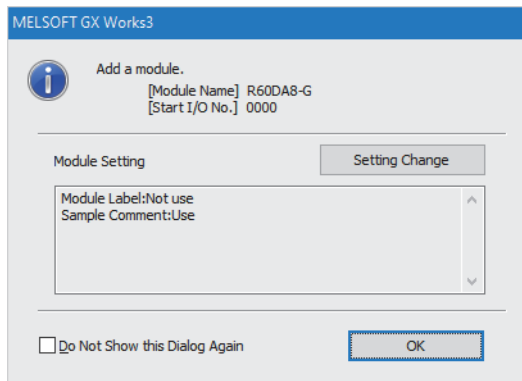 MELSOFT GX Works3
Add a module.
[Module Name] R60DA8-G
[Start I/O No.] 0000
Module Setting
Setting Change
Module Label:Not use
Sample Comment:Use
Do Not Show this Dialog Again
OK